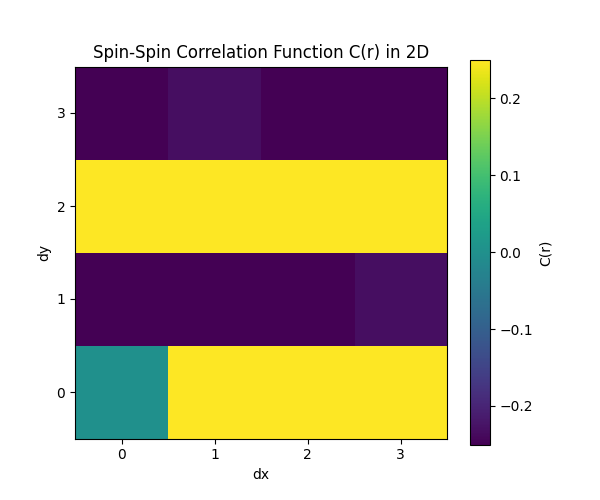 Spin-Spin Correlation Function C(r) in 2D
3
2
1
0
dy
0 1 2 3
dx
0.2
0.1
0.0
−0.1
−0.2
C(r)